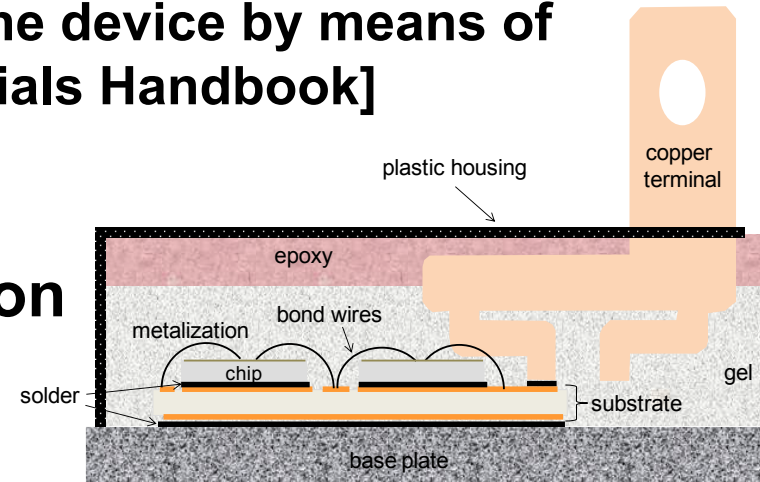 ne device by means of
ials Handbook]
on
plastic housing
copper
terminal
epoxy
bond wires
metalization
chip
gel
solder
substrate
base plate